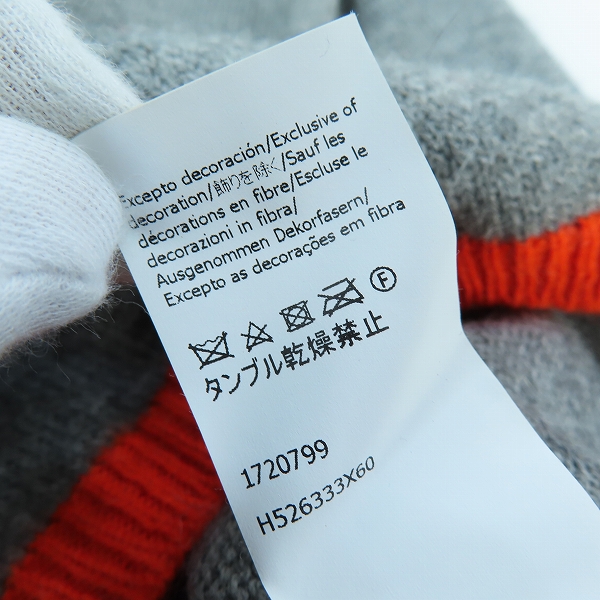 Excepto decoración/Exclusive of
decoration/飾りを除く/Sauf les
décorations en fibre/Escluse le
decorazioni in fibra/
Ausgenommen Dekorfasern/
Excepto as decorações em fibra
F
タンブル乾燥禁止
1720799
H526333X60